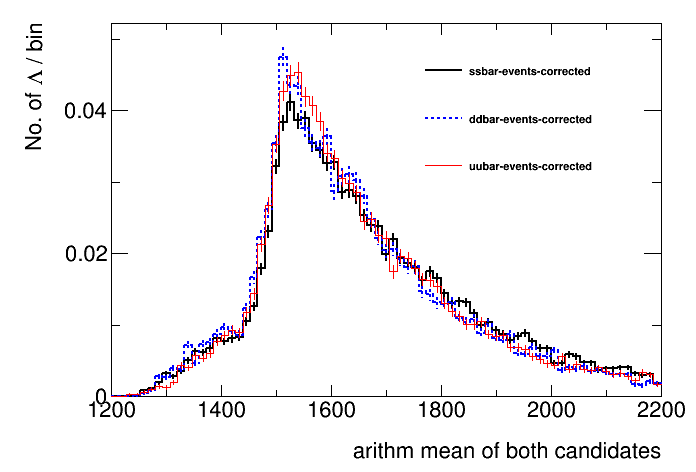 No. of Λ / bin
ssbar-events-corrected
0.04
ddbar-events-corrected
uubar-events-corrected
0.02
0
1200 1400 1600 1800 2000 2200
arithm mean of both candidates